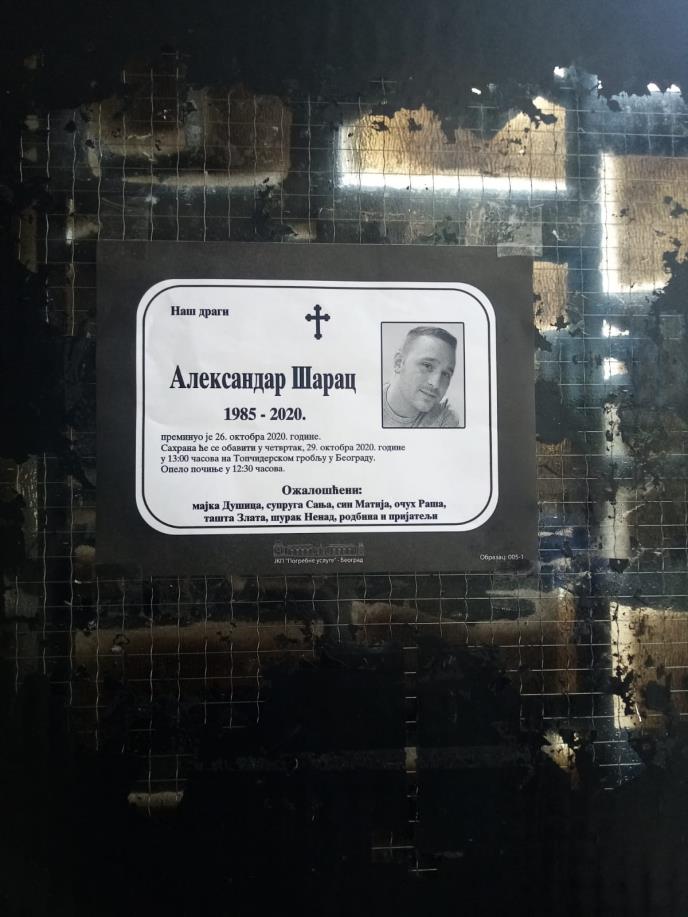 Наш драги
Александар Шарац
1985 - 2020.
преминуо је 26. октобра 2020. године.
Сахрана ће се обавити у четвртак, 29. октобра 2020. године
у 13:00 часова на Топчидерском гробљу у Београду.
Опело почиње у 12:30 часова.
Ожалошћени:
мајка Душица, супруга Сања, син Матија, очух Раша,
ташта Злата, шурак Ненад, родбина и пријатељи
ЈКП "Погребне услуге" - Београд
Образац: 005-1